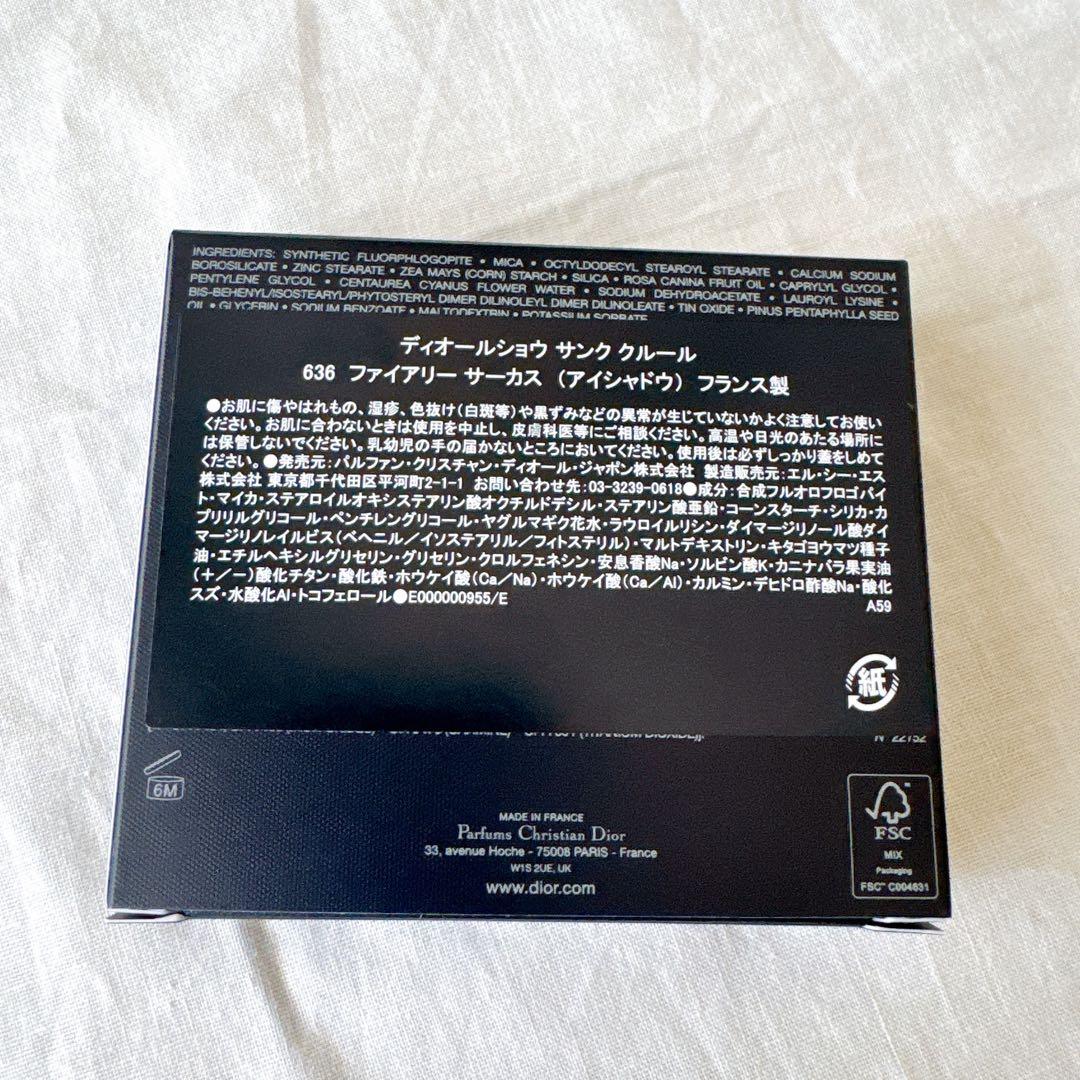 INGREDIENTS: SYNTHETIC FLUORPHLOGOPITE • MICA • OCTYLDODECYL STEAROYL STEARATE • CALCIUM SODIUM
BOROSILICATE • ZINC STEARATE • ZEA MAYS (CORN) STARCH • SILICA • ROSA CANINA FRUIT OIL • CAPRYLYL GLYCOL •
PENTYLENE GLYCOL • CENTAUREA CYANUS FLOWER WATER • SODIUM DEHYDROACETATE • LAUROYL LYSINE •
BIS-BEHENYL/ISOSTEARYL/PHYTOSTERYL DIMER DILINOLEYL DIMER DILINOLEATE • TIN OXIDE • PINUS PENTAPHYLLA SEED
OIL • GLYCERIN • SODIUM BENZOATE • MALTODEXTRIN • POTASSIUM SORBATE
ディオールショウ サンク クルール
636 ファイアリー サーカス (アイシャドウ) フランス製
●お肌に傷やはれもの、湿疹、色抜け(白斑等)や黒ずみなどの異常が生じていないかよく注意してお使い
ください。お肌に合わないときは使用を中止し、皮膚科医等にご相談ください。高温や日光のあたる場所に
は保管しないでください。乳幼児の手の届かないところにおいてください。使用後は必ずしっかり蓋をしめて
ください。●発売元:パルファン・クリスチャン・ディオール・ジャポン株式会社 製造販売元:エル・シー・エス
株式会社 東京都千代田区平河町2-1-1 お問い合わせ先:03-3239-0618●成分:合成フルオロフロゴパイ
ト・マイカ・ステアロイルオキシステアリン酸オクチルドデシル・ステアリン酸亜鉛・コーンスターチ・シリカ・カ
プリリルグリコール・ペンチレングリコール・ヤグルマギク花水・ラウロイルリシン・ダイマージリノール酸ダイ
マージリノレイルビス(ベヘニル/イソステアリル/フィトステリル)・マルトデキストリン・キタゴヨウマツ種子
油・エチルヘキシルグリセリン・グリセリン・クロルフェネシン・安息香酸Na・ソルビン酸K・カニナバラ果実油
(+/-)酸化チタン・酸化鉄・ホウケイ酸(Ca/Na)・ホウケイ酸(Ca/Al)・カルミン・デヒドロ酢酸Na・酸化
スズ・水酸化Al・トコフェロール●E000000955/E A59
紙
N° 22752
6M
MADE IN FRANCE
Parfums Christian Dior
33, avenue Hoche - 75008 PARIS - France
W1S 2UE, UK
www.dior.com
FSC
MIX
Packaging
FSC™ C004631